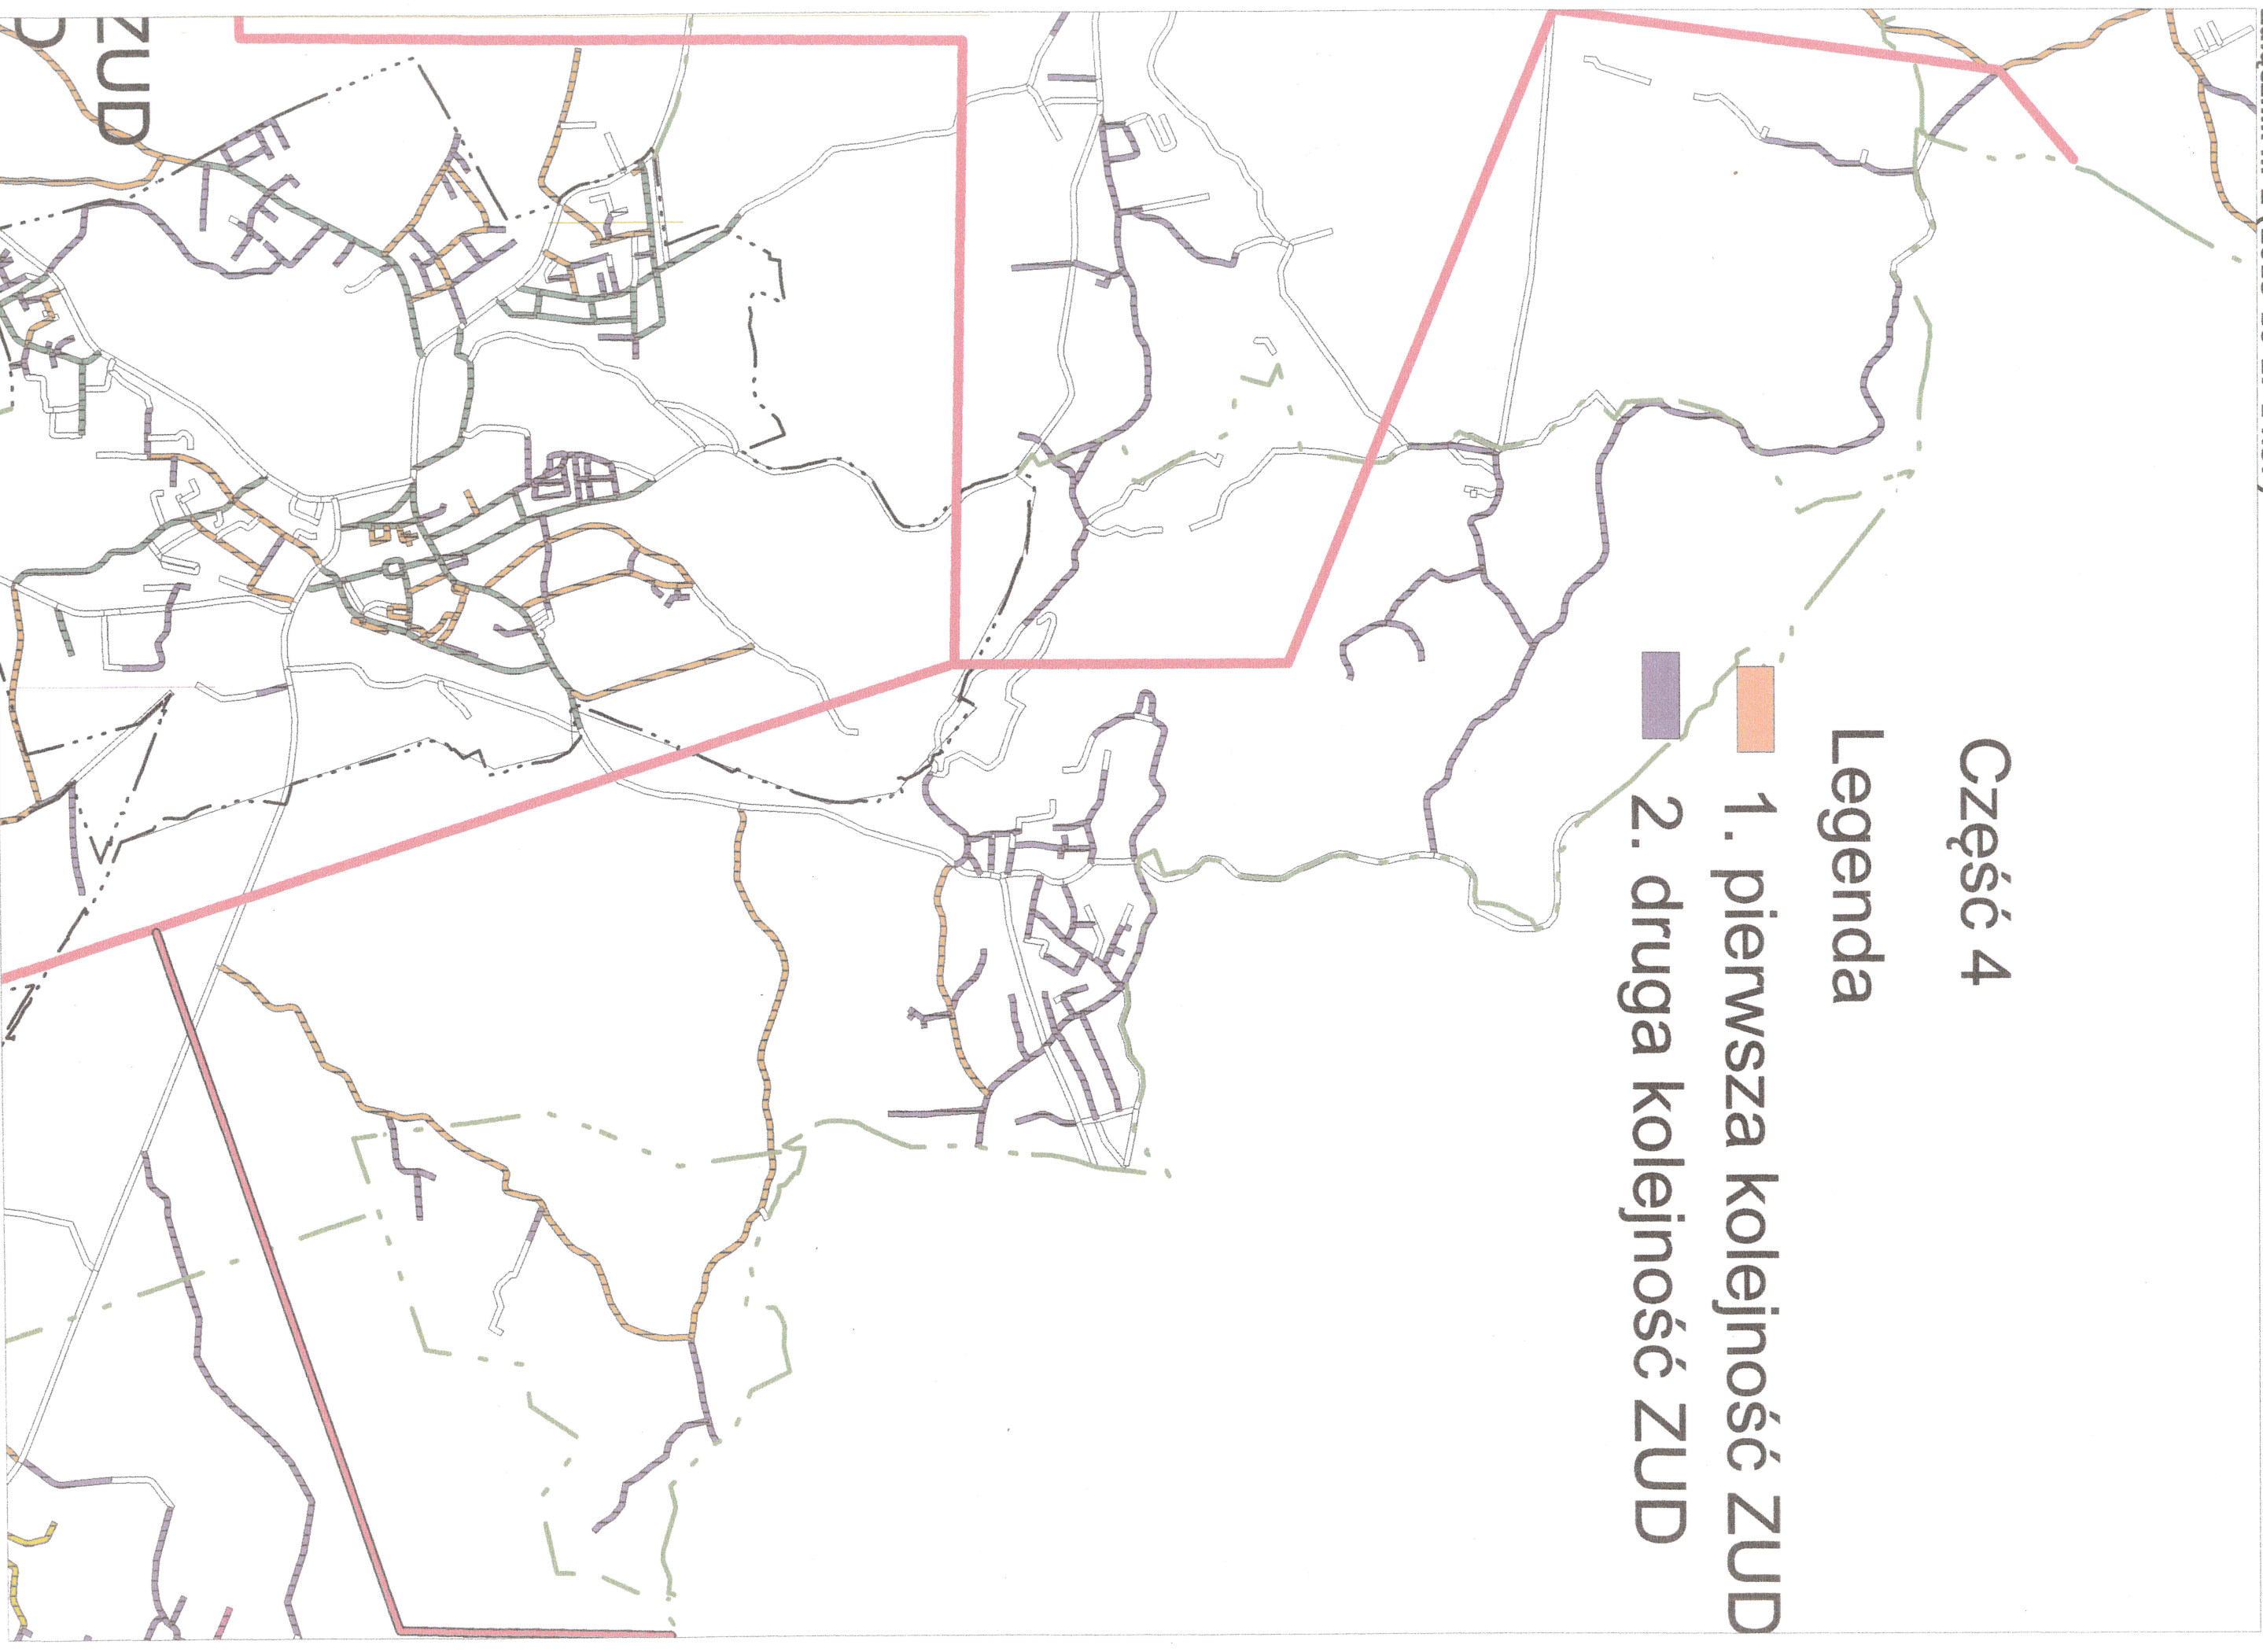 Część 4
Legenda
1. pierwsza kolejność ZUD
2. druga kolejność ZUD
ZUD